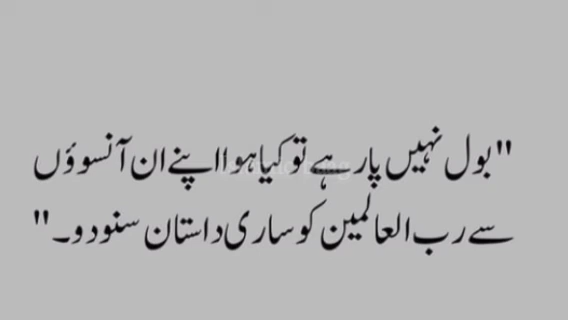 "بول نہیں پا رہے تو کیا ہوا اپنے ان آنسوؤں
سے رب العالمین کو ساری داستان سنو دو۔"